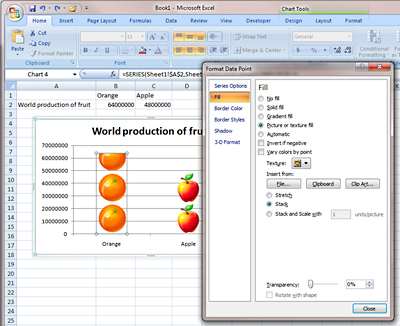 Book1 - Microsoft Excel
Chart Tools
Home
Insert
Page Layout
Formulas
Data
Review
View
Developer
Design
Layout
Paste
Cut
Copy
Format Painter
Clipboard
Font
Wrap Text
Merge & Center
Alignment
Conditional
Formatting
Chart 4
=SERIES(Sheet1!$A$2,Sheet
A B C
1 Orange Apple
2 World production of fruit 64000000 48000000
3
4
5
6
7
8
9
10
11
12
13
14
15
16
17
18
World production of fru
70000000
60000000
50000000
40000000
30000000
20000000
10000000
0
Orange
Apple
Format Data Point
Series Options
Fill
Border Color
Border Styles
Shadow
3-D Format
Fill
No fill
Solid fill
Gradient fill
Picture or texture fill
Automatic
Invert if negative
Vary colors by point
Texture:
Insert from:
File...
Clipboard
Clip Art...
Stretch
Stack
Stack and Scale with 1 units/picture
Transparency: 0%
Rotate with shape
Close